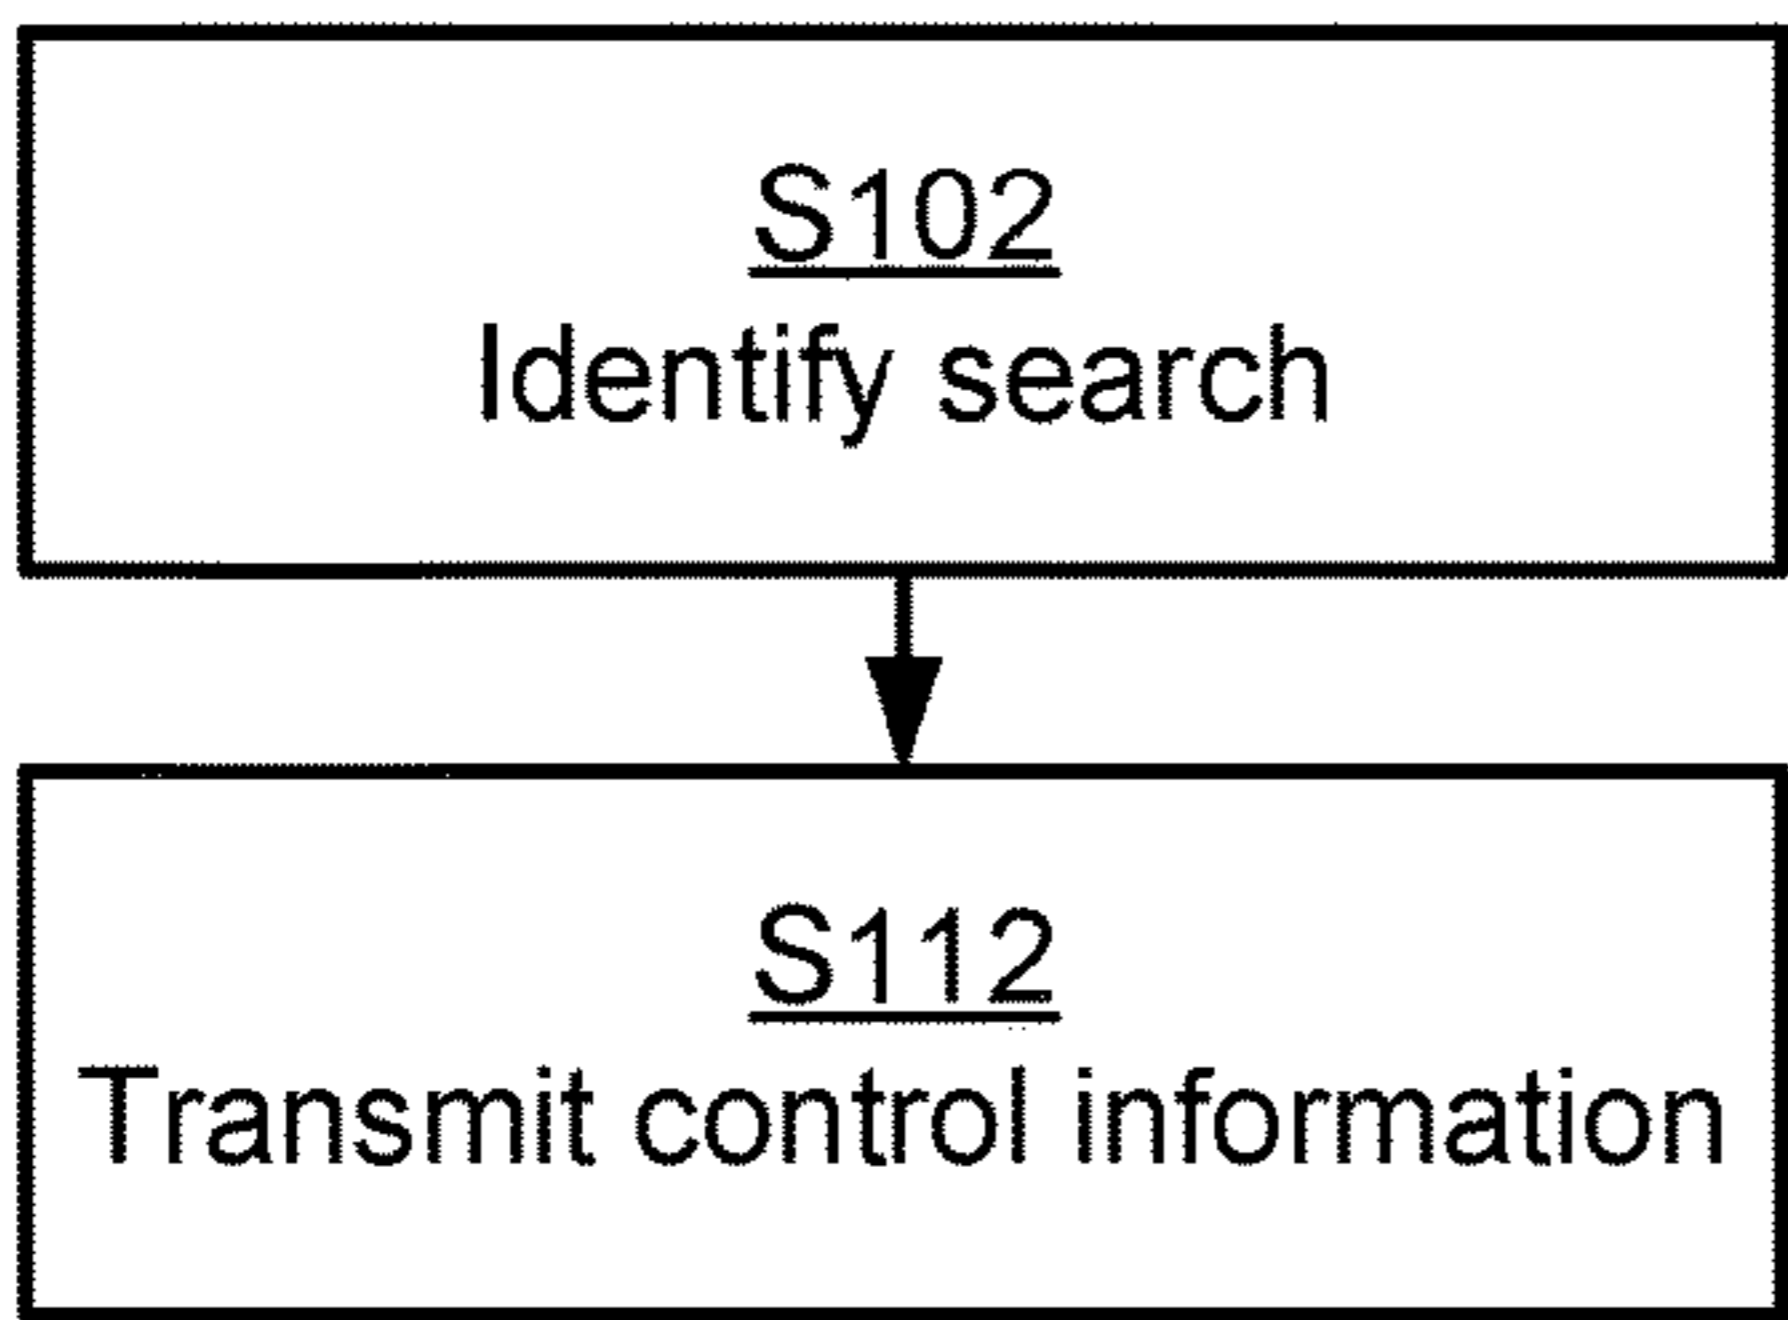 S102
Identify search
S112
Transmit control information